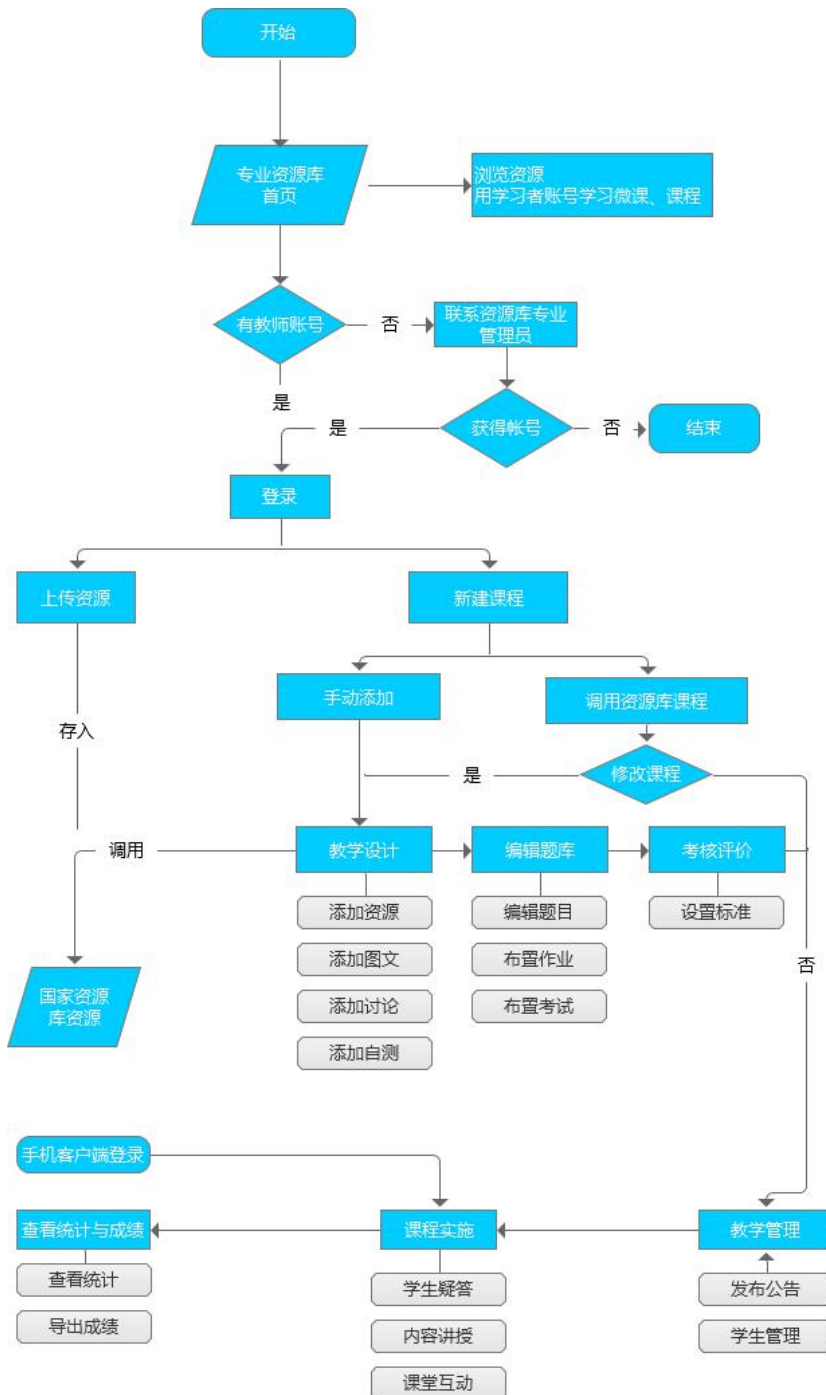 开始
专业资源库
首页
浏览资源
用学习者账号学习微课、课程
有教师账号
否
联系资源库专业
管理员
是
是
获得帐号
否
结束
登录
上传资源
新建课程
手动添加
调用资源库课程
存入
是
修改课程
调用
教学设计
编辑题库
考核评价
添加资源
编辑题目
设置标准
添加图文
布置作业
否
国家资源
库资源
添加讨论
布置考试
添加自测
手机客户端登录
查看统计与成绩
课程实施
教学管理
查看统计
学生疑答
发布公告
导出成绩
内容讲授
学生管理
课堂互动